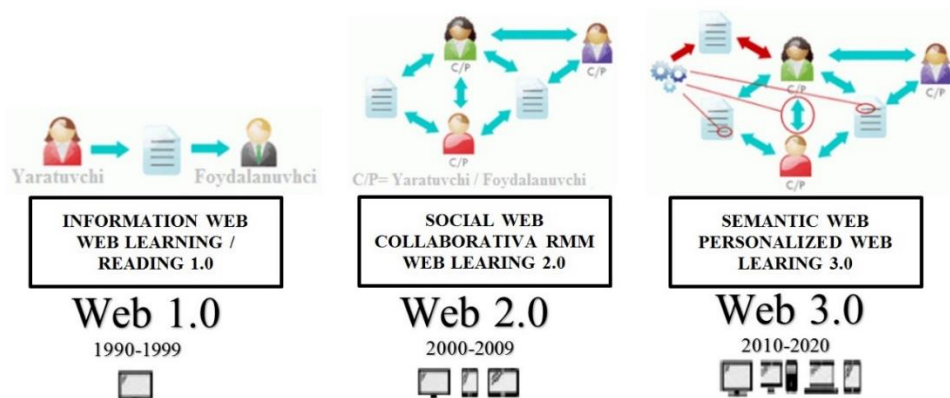 Yaratuvchi
Foydalanuvhci
INFORMATION WEB
WEB LEARNING /
READING 1.0
Web 1.0
1990-1999
C/P
C/P
C/P
C/P= Yaratuvchi / Foydalanuvchi
SOCIAL WEB
COLLABORATIVA RMM
WEB LEARING 2.0
Web 2.0
2000-2009
C/P
C/P
C/P
SEMANTIC WEB
PERSONALIZED WEB
LEARING 3.0
Web 3.0
2010-2020